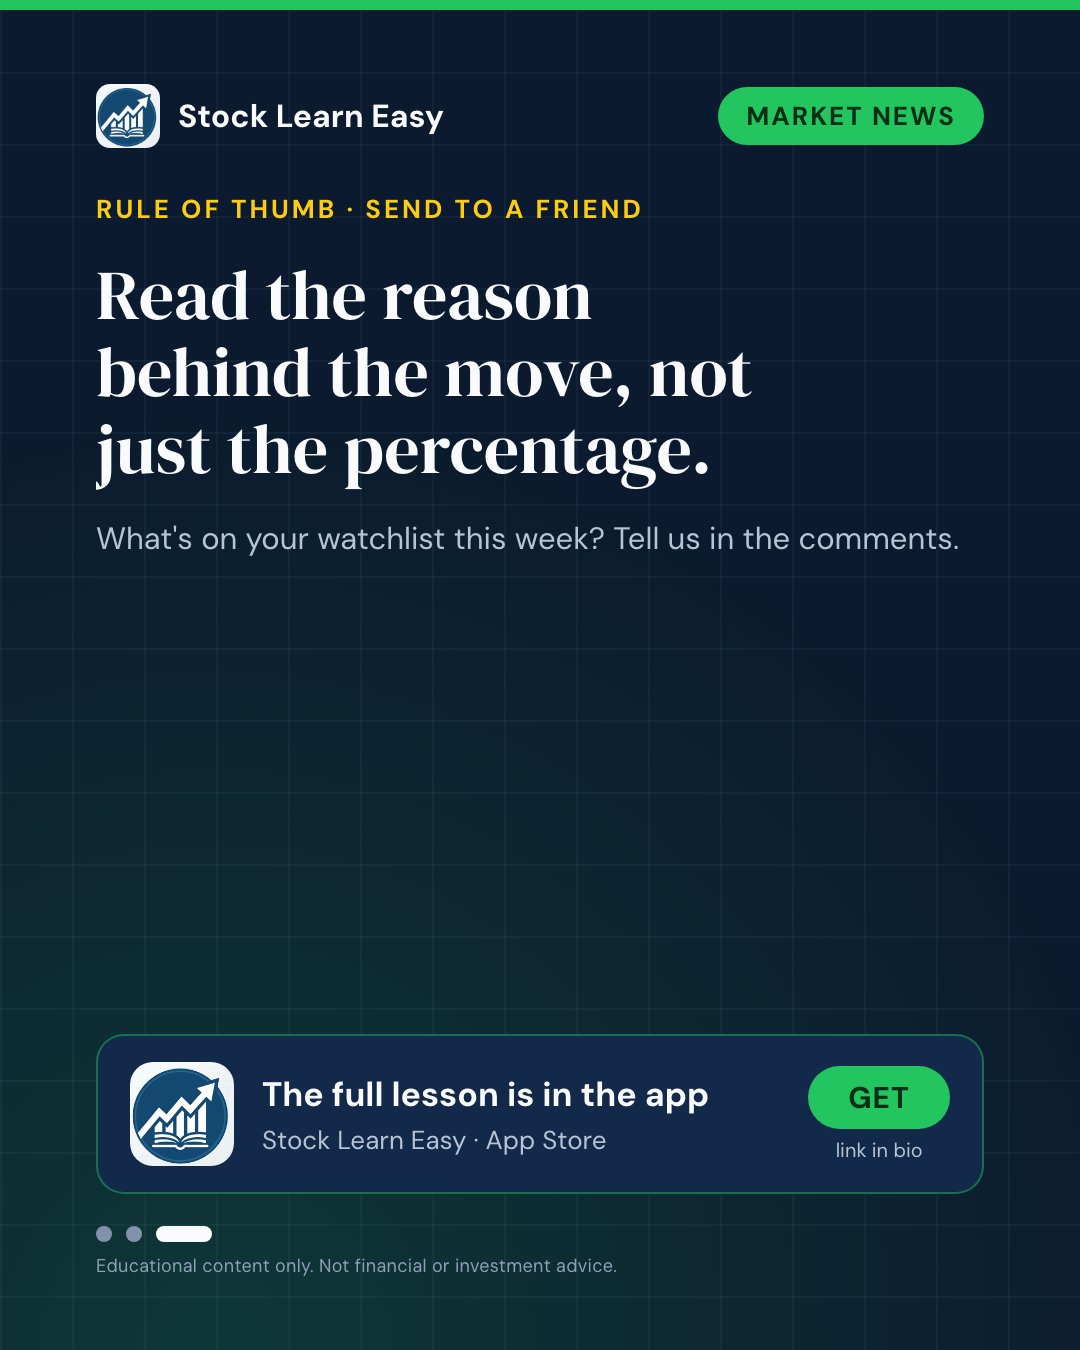 Stock Learn Easy
MARKET NEWS
RULE OF THUMB · SEND TO A FRIEND
Read the reason
behind the move, not
just the percentage.
What's on your watchlist this week? Tell us in the comments.
The full lesson is in the app
Stock Learn Easy · App Store
GET
link in bio
Educational content only. Not financial or investment advice.